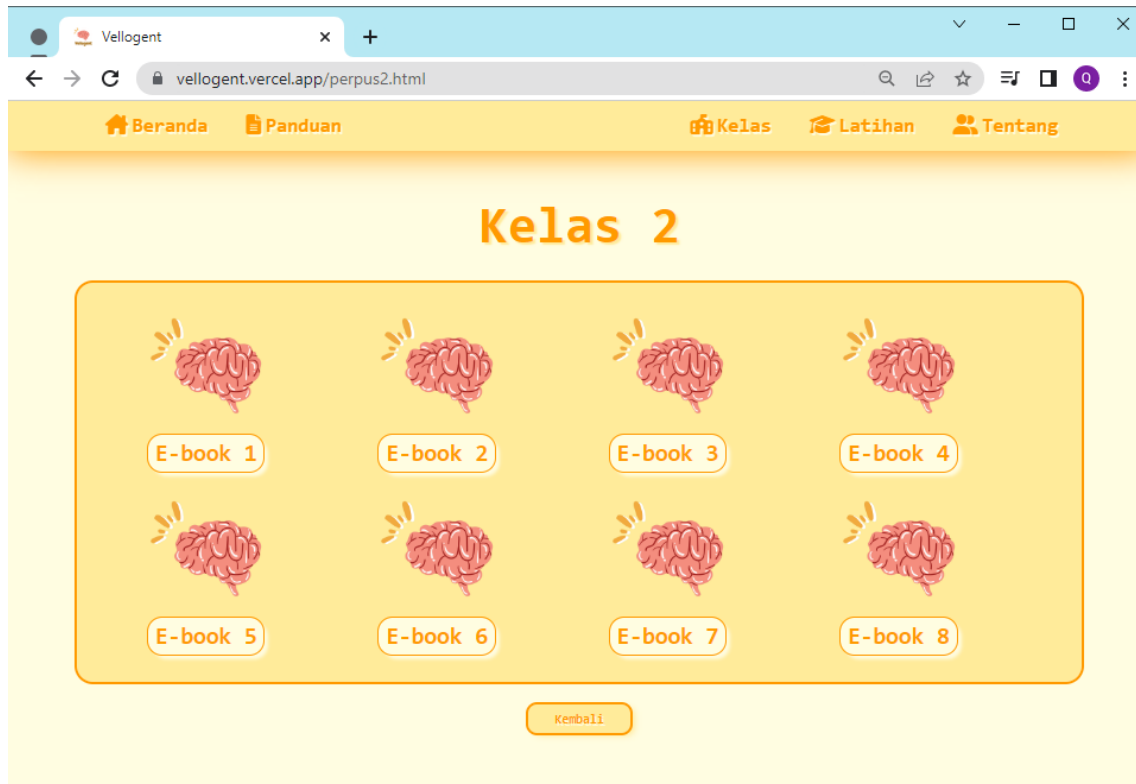 Vellogent
vellogent.vercel.app/perpus2.html
Q
Beranda Panduan Kelas Latihan Tentang
Kelas 2
E-book 1 E-book 2 E-book 3 E-book 4
E-book 5 E-book 6 E-book 7 E-book 8
Kembali